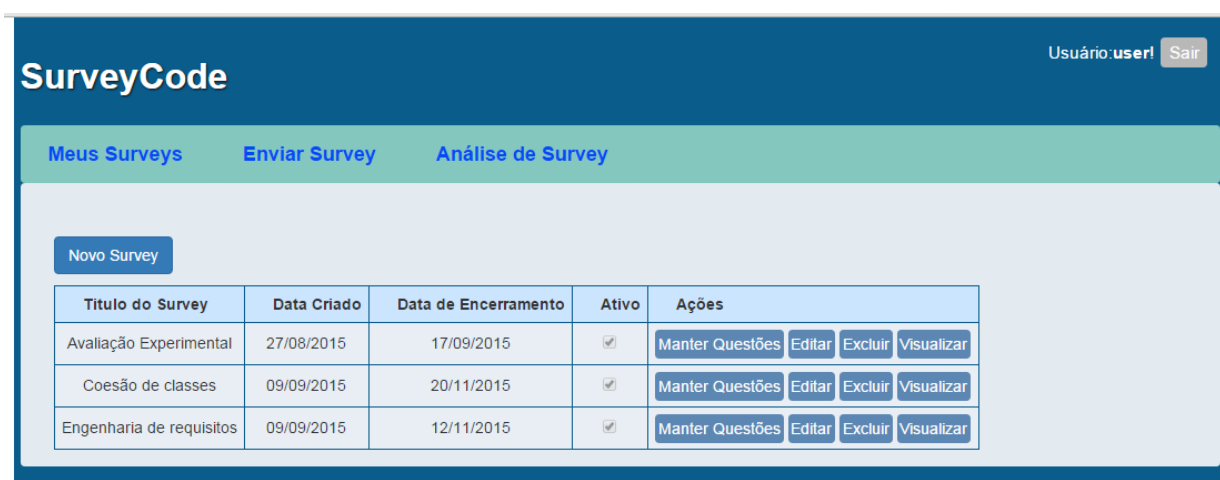 Usuário:user! Sair
SurveyCode
Meus Surveys Enviar Survey Análise de Survey
Novo Survey
Titulo do Survey Data Criado Data de Encerramento Ativo Ações
Avaliação Experimental 27/08/2015 17/09/2015 Manter Questões Editar Excluir Visualizar
Coesão de classes 09/09/2015 20/11/2015 Manter Questões Editar Excluir Visualizar
Engenharia de requisitos 09/09/2015 12/11/2015 Manter Questões Editar Excluir Visualizar